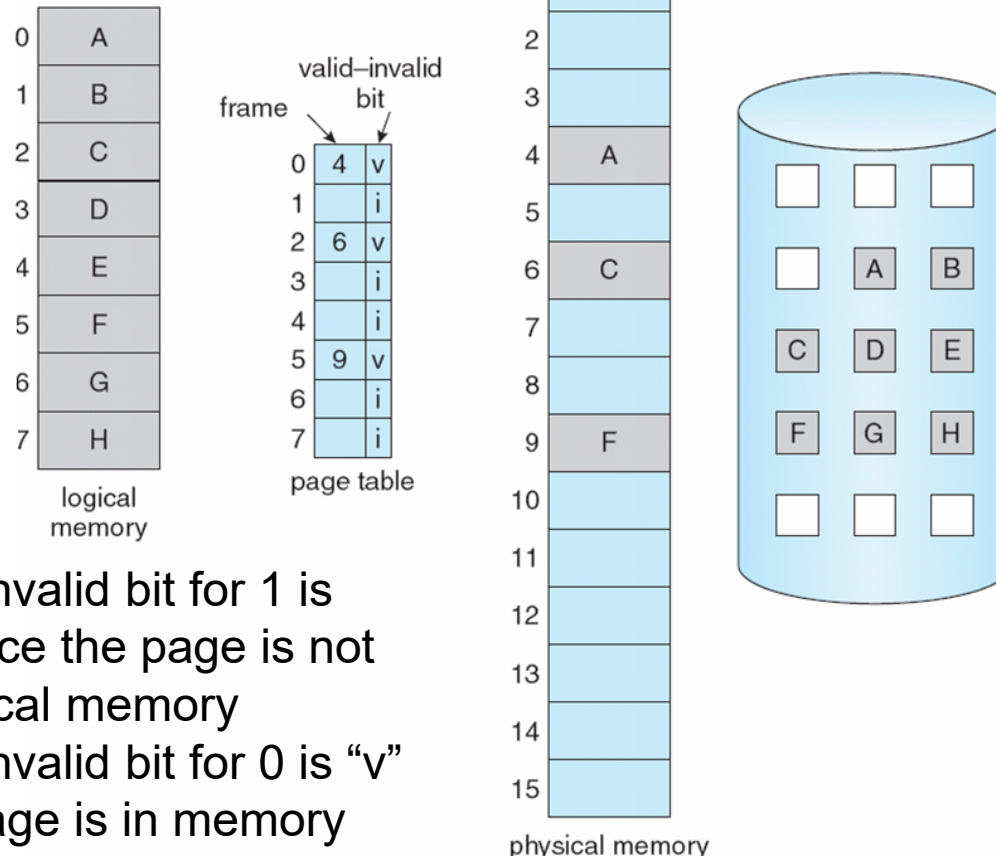 0 A
1 B
2 C
3 D
4 E
5 F
6 G
7 H
logical
memory
valid–invalid
bit
frame
0 4 v
1 i
2 6 v
3 i
4 i
5 9 v
6 i
7 i
page table
2
3
4 A
5
6 C
7
8
9 F
10
11
12
13
14
15
physical memory
A B
C D E
F G H
nvalid bit for 1 is
ce the page is not
cal memory
nvalid bit for 0 is “v”
age is in memory